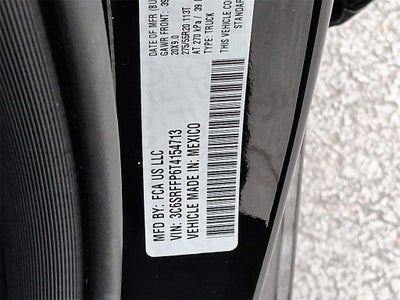 MFD BY: FCA US LLC
VIN: 3C6SRFFP6T4154713
VEHICLE MADE IN: MEXICO
DATE OF MFR
GAWR FRONT:
20X9.0
275/55R20 113T
AT 270 kPa / 39
TYPE: TRUCK
THIS VEHICLE CO
STANDAR